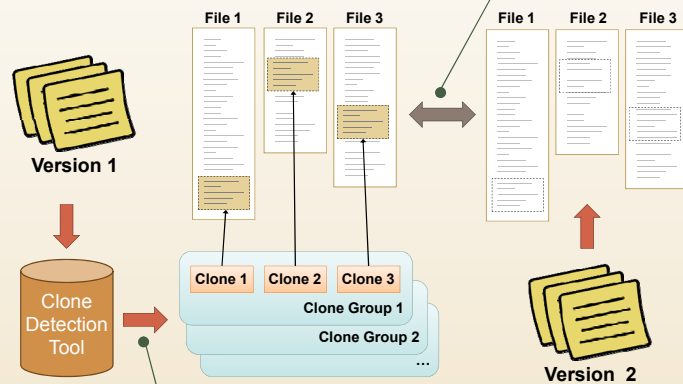 File 1
File 2
File 3
File 1
File 2
File 3
Version 1
Clone 1
Clone 2
Clone 3
Clone Group 1
Clone Group 2
...
Clone
Detection
Tool
Version 2